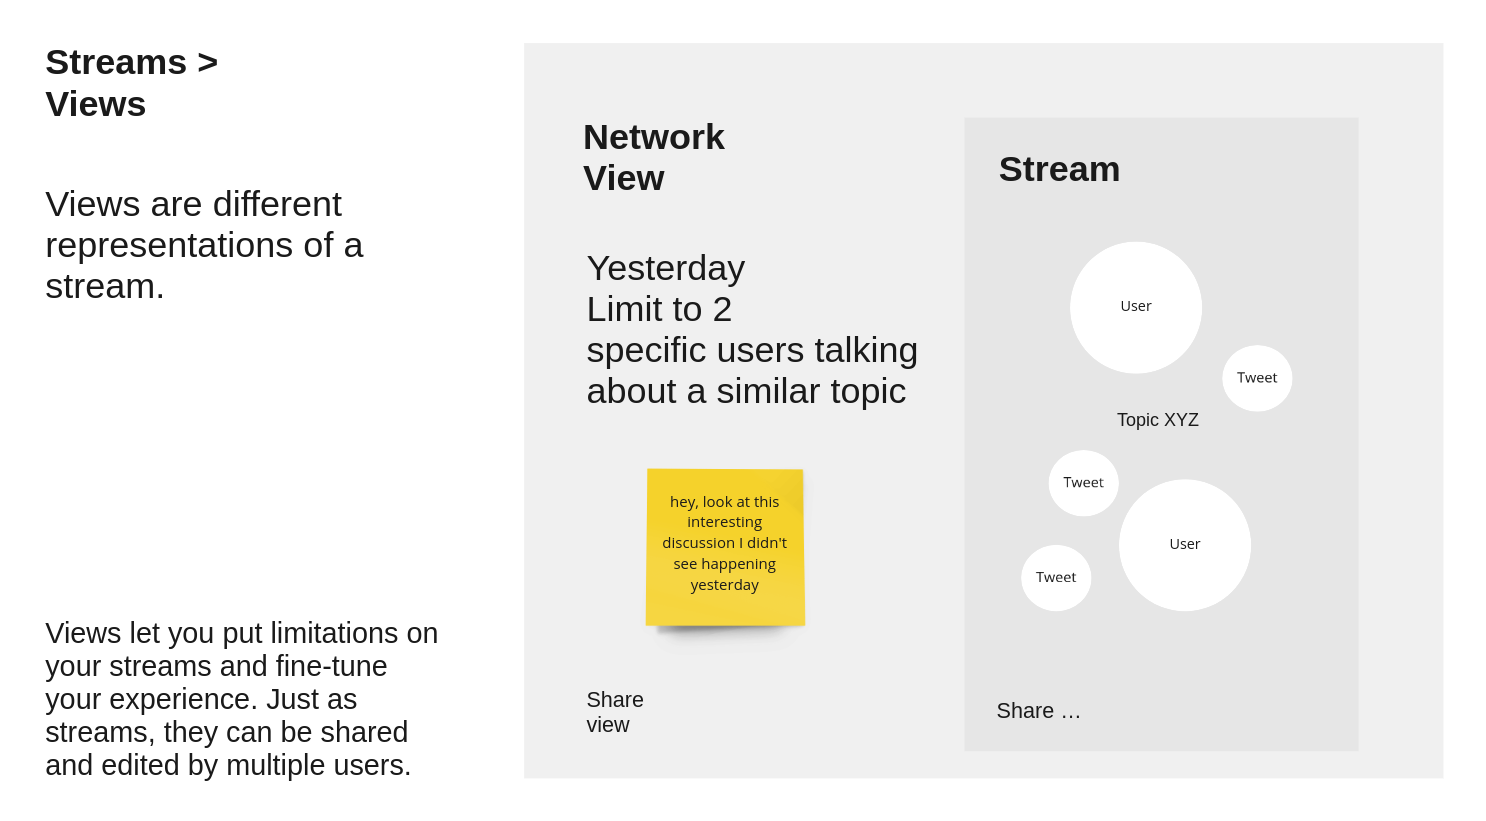 Streams >
Views
Views are different
representations of a
stream.
Views let you put limitations on
your streams and fine-tune
your experience. Just as
streams, they can be shared
and edited by multiple users.
Network
View
Yesterday
Limit to 2
specific users talking
about a similar topic
hey, look at this
interesting
discussion I didn't
see happening
yesterday
Share
view
Stream
User
Tweet
Topic XYZ
Tweet
User
Tweet
Share …